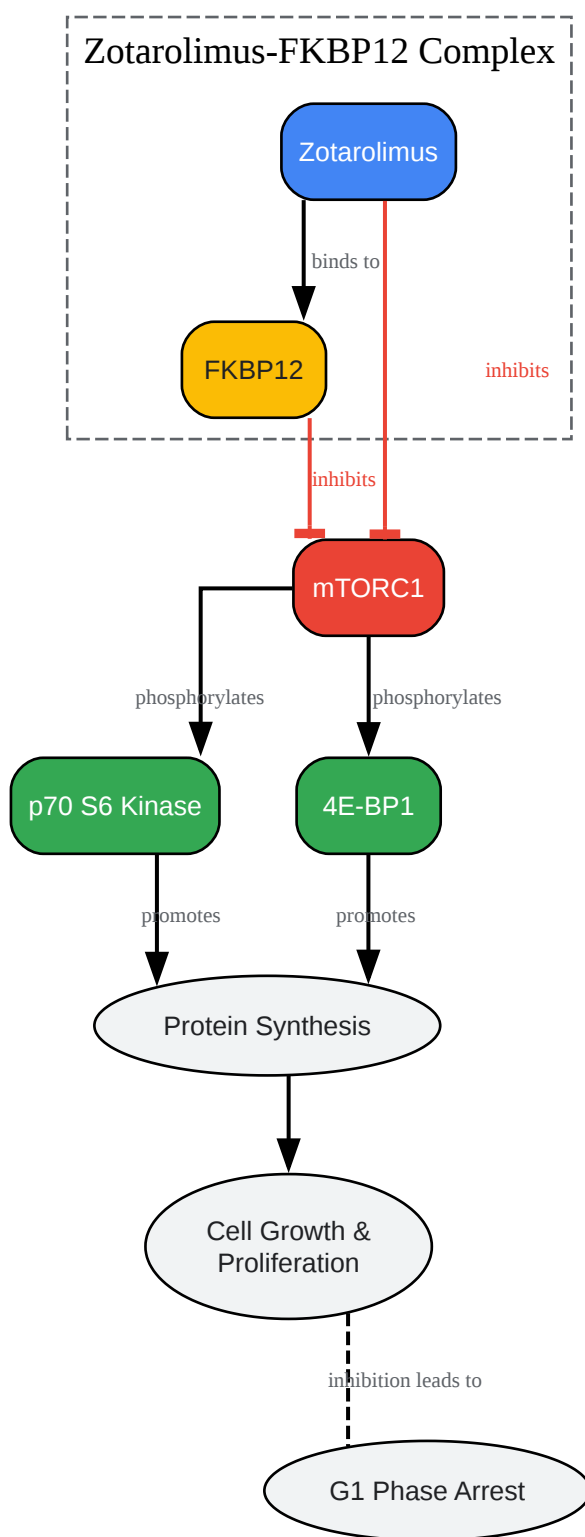 Zotarolimus-FKBP12 Complex
Zotarolimus
binds to
FKBP12
inhibits
inhibits
mTORC1
phosphorylates
phosphorylates
p70 S6 Kinase
4E-BP1
promotes
promotes
Protein Synthesis
Cell Growth &
Proliferation
inhibition leads to
G1 Phase Arrest